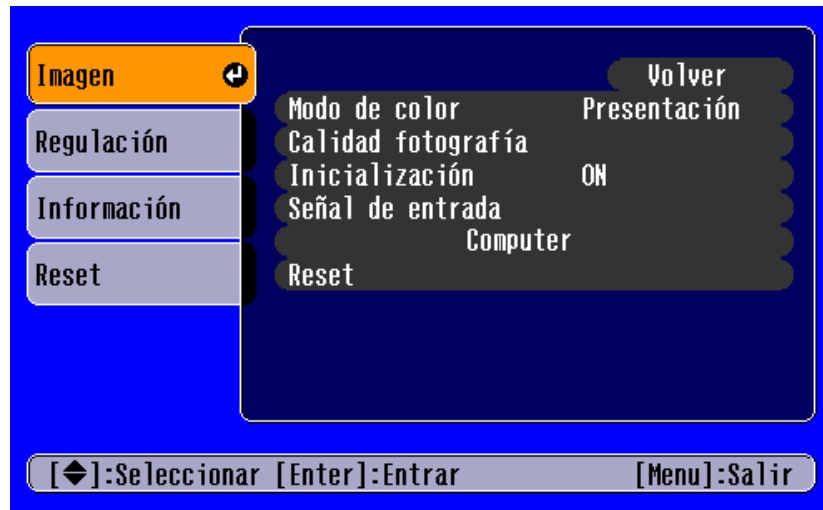 Imagen
Regulación
Información
Reset
Volver
Modo de color Presentación
Calidad fotografía
Inicialización ON
Señal de entrada
Computer
Reset
[◆]:Seleccionar [Enter]:Entrar [Menu]:Salir